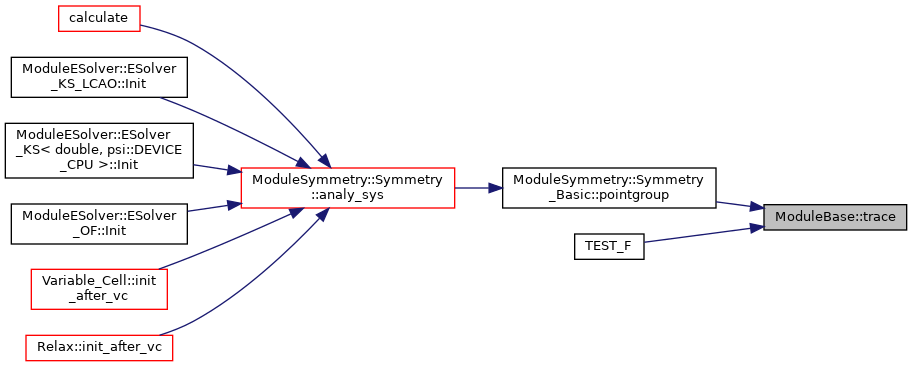 calculate
ModuleESolver::ESolver
_KS_LCAO::Init
ModuleESolver::ESolver
_KS< double, psi::DEVICE
_CPU >::Init
ModuleESolver::ESolver
_OF::Init
Variable_Cell::init
_after_vc
Relax::init_after_vc
ModuleSymmetry::Symmetry
::analy_sys
ModuleSymmetry::Symmetry
_Basic::pointgroup
TEST_F
ModuleBase::trace